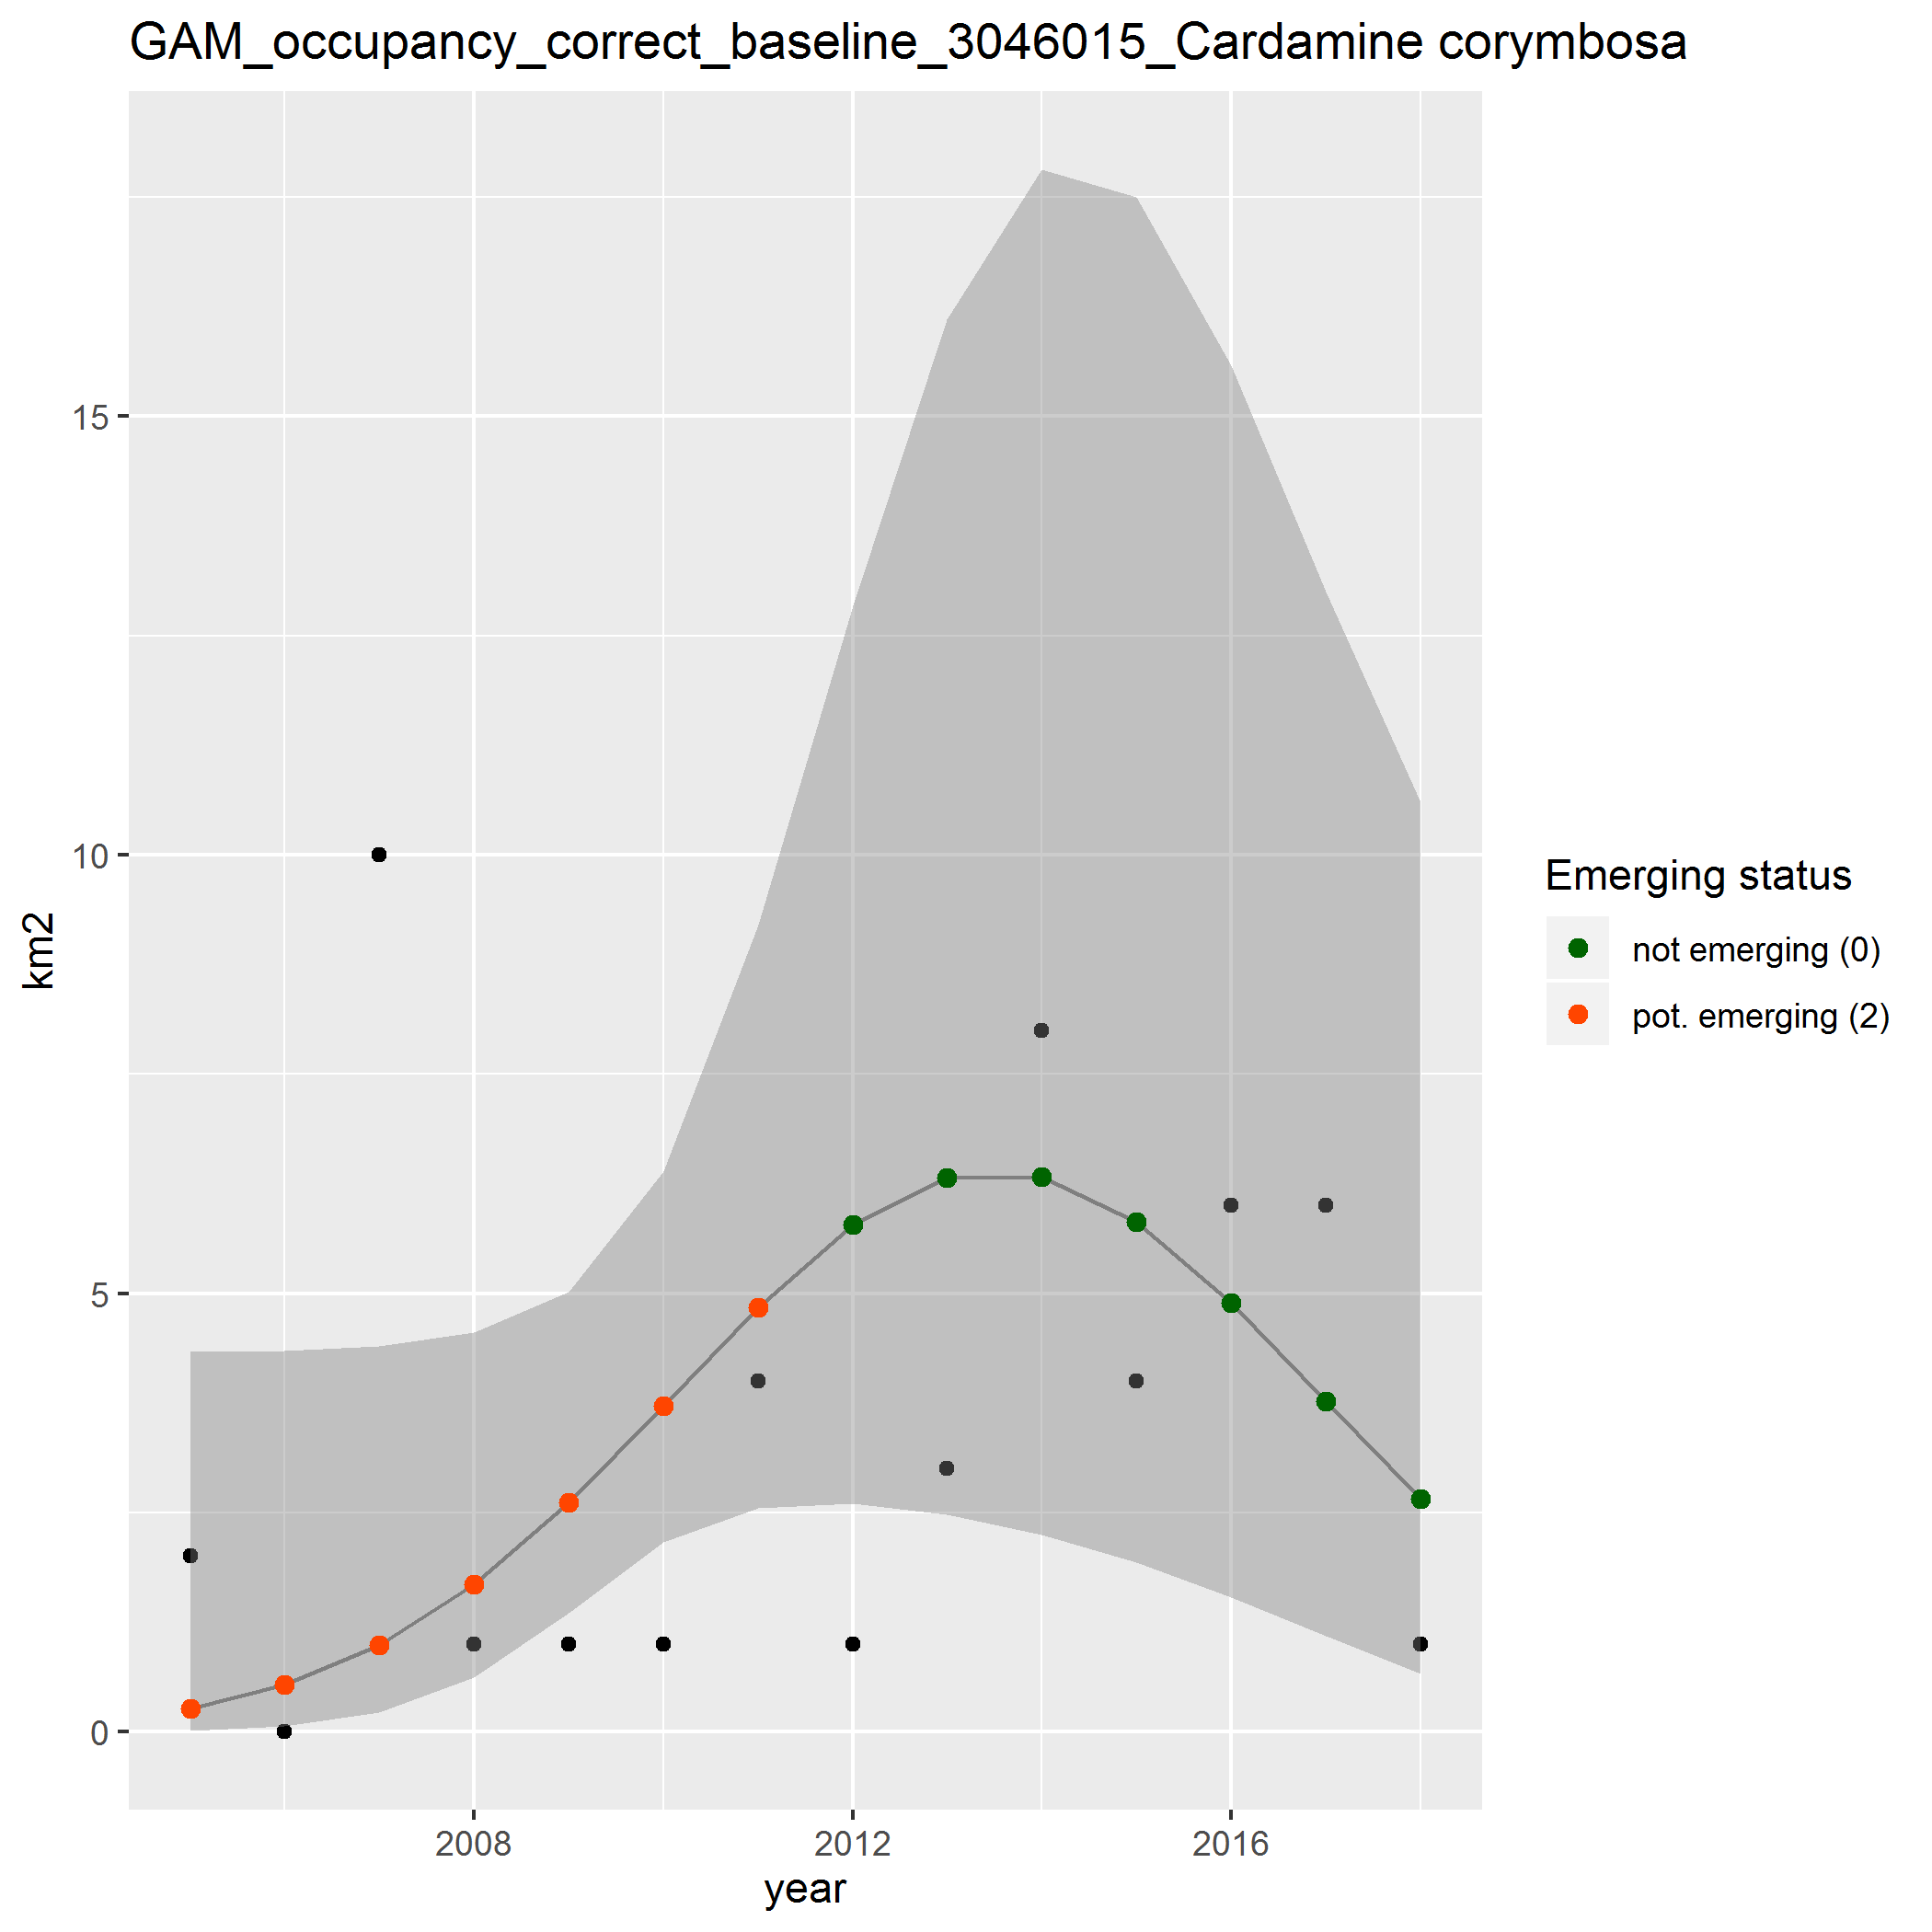 GAM_occupancy_correct_baseline_3046015_Cardamine corymbosa
15
10
5
0
km2
2008
2012
2016
year
Emerging status
not emerging (0)
pot. emerging (2)